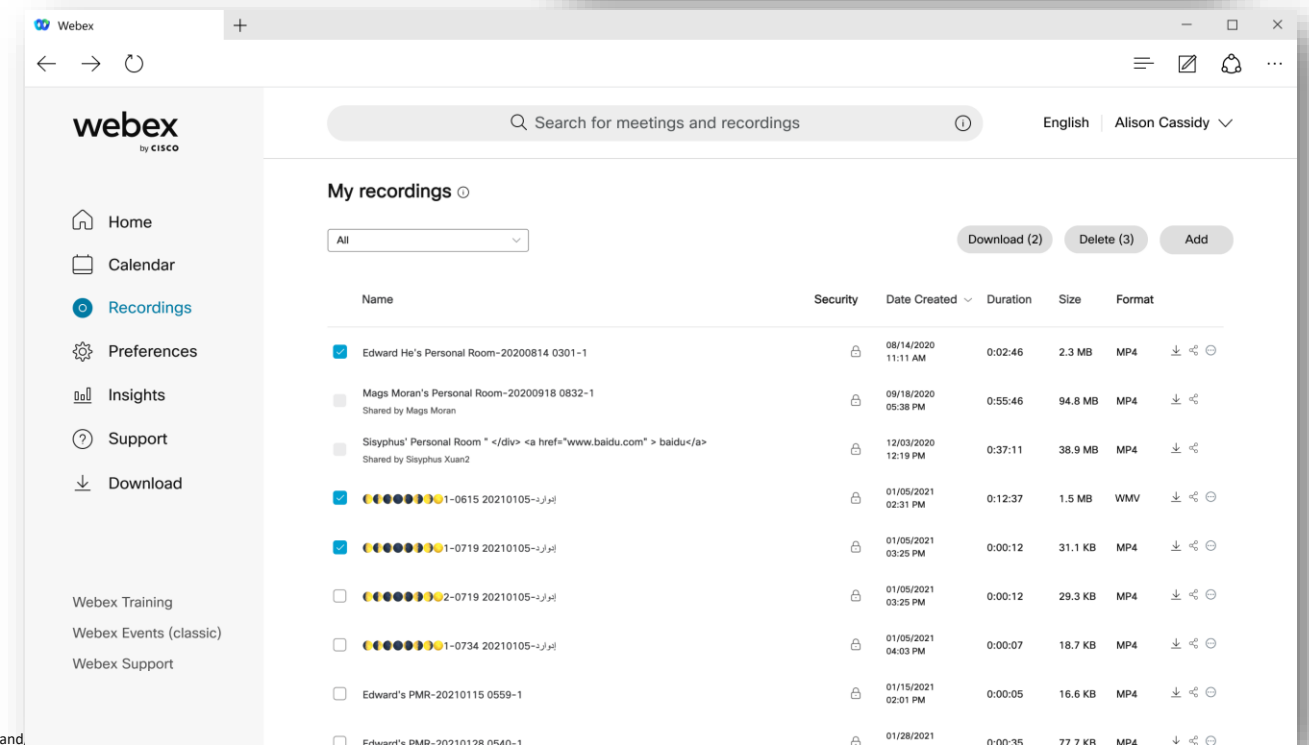 Webex
webex
by CISCO
Search for meetings and recordings
English
Alison Cassidy
Home
Calendar
Recordings
Preferences
Insights
Support
Download
Webex Training
Webex Events (classic)
Webex Support
My recordings
All
Download (2)
Delete (3)
Add
Name Security Date Created Duration Size Format
Edward He's Personal Room-20200814 0301-1
08/14/2020
11:11 AM
0:02:46 2.3 MB MP4
Mags Moran's Personal Room-20200918 0832-1
Shared by Mags Moran
09/18/2020
05:38 PM
0:55:46 94.8 MB MP4
Sisyphus' Personal Room " </div> <a href="www.baidu.com" > baidu</a>
Shared by Sisyphus Xuan2
12/03/2020
12:19 PM
0:37:11 38.9 MB MP4
🌔🌓🌒🌑🌑🌗🌖🌕1-0615 20210105-إدوارد
01/05/2021
02:31 PM
0:12:37 1.5 MB WMV
1-0719 20210105-إدوارد
01/05/2021
03:25 PM
0:00:12 31.1 KB MP4
2-0719 20210105-إدوارد
01/05/2021
03:25 PM
0:00:12 29.3 KB MP4
1-0734 20210105-إدوارد
01/05/2021
04:03 PM
0:00:07 18.7 KB MP4
Edward's PMR-20210115 0559-1
01/15/2021
02:01 PM
0:00:05 16.6 KB MP4
Edward's PMR-20210128 0540-1
01/28/2021
0:00:35 77.7 KB MP4
and